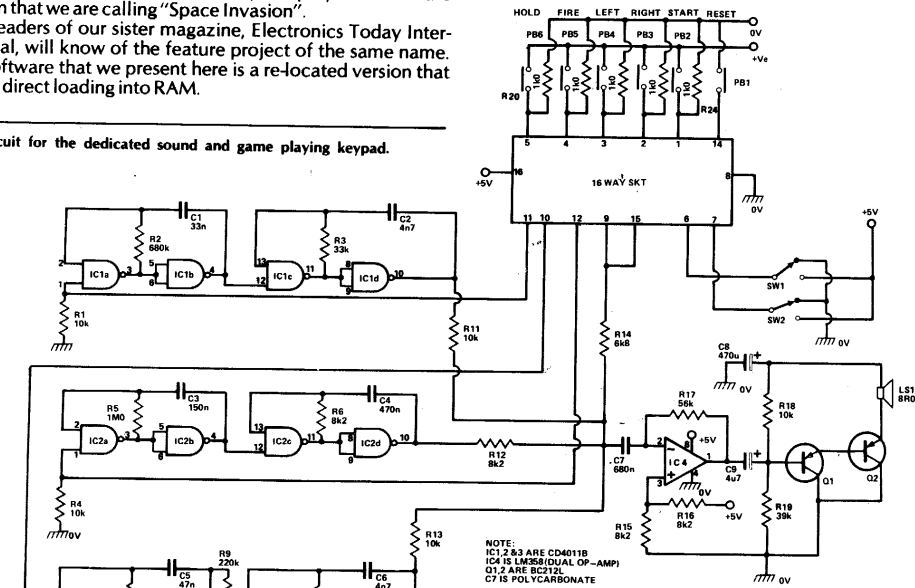 n that we are calling "Space Invasion".
eaders of our sister magazine, Electronics Today Inter-
al, will know of the feature project of the same name.
oftware that we present here is a re-located version that
direct loading into RAM.
cuit for the dedicated sound and game playing keypad.
HOLD FIRE LEFT RIGHT START RESET
0V
PB6 PB5 PB4 PB3 PB2
+Ve
1k0 1k0 1k0 1k0 1k0
PB1
R20 R24
5 4 3 2 1 14
+5V
16
16 WAY SKT
8
0V
11 10 12 9 15 6 7
+5V
SW1
SW2
0V
C1
33n
R2
680k
2
1
IC1a
3
5
6
IC1b
4
R1
10k
C2
4n7
R3
33k
13
12
IC1c
11
8
9
IC1d
10
R11
10k
R14
6k8
C3
150n
R5
1M0
2
1
IC2a
3
5
6
IC2b
4
R4
10k
0V
C4
470n
R6
8k2
13
12
IC2c
11
8
9
IC2d
10
R12
8k2
R13
10k
C7
680n
R17
56k
2
3
+5V
8
IC4
1
4
0V
R15
8k2
R16
8k2
+5V
C8
470u
+
0V
C9
4u7
+
R18
10k
R19
39k
Q1
Q2
LS1
8R0
0V
NOTE:
IC1,2 &3 ARE CD4011B
IC4 IS LM358(DUAL OP-AMP)
Q1,2 ARE BC212L
C7 IS POLYCARBONATE
C5
47n
R9
220k
C6
4n7